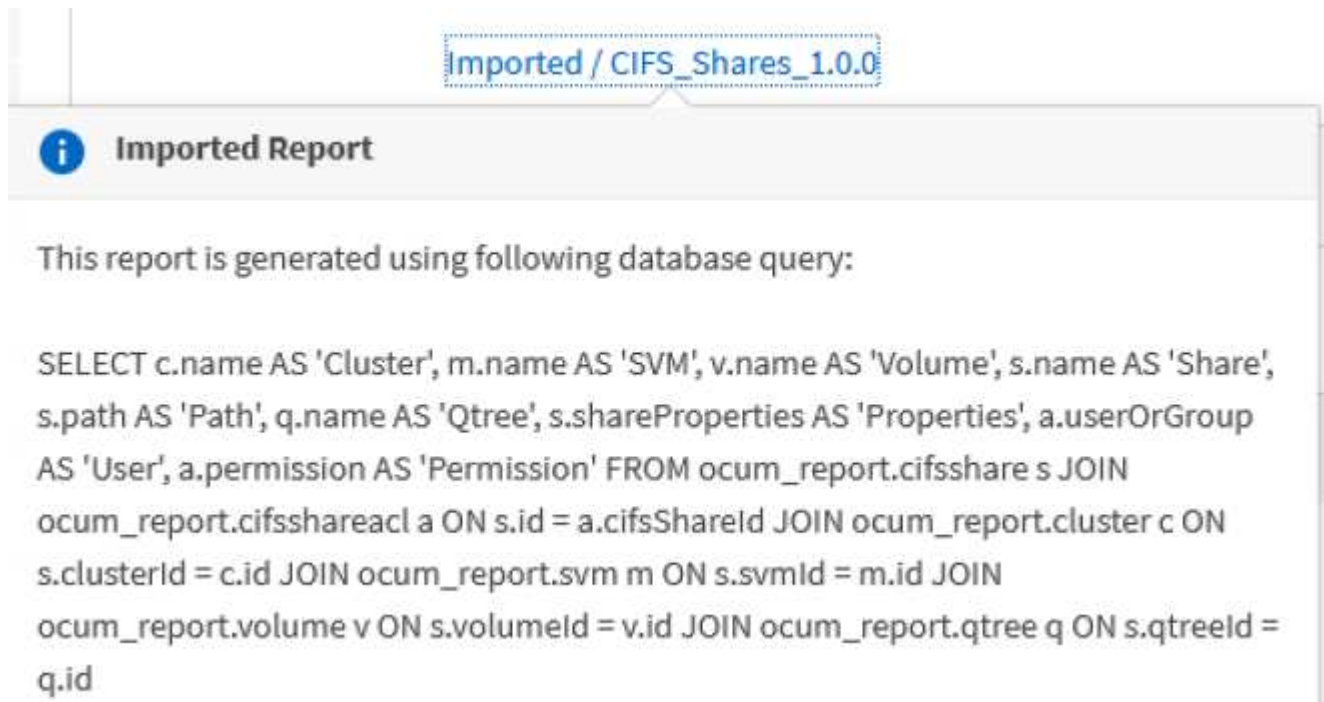 Imported / CIFS_Shares_1.0.0
Imported Report
This report is generated using following database query:
SELECT c.name AS 'Cluster', m.name AS 'SVM', v.name AS 'Volume', s.name AS 'Share',
s.path AS 'Path', q.name AS 'Qtree', s.shareProperties AS 'Properties', a.userOrGroup
AS 'User', a.permission AS 'Permission' FROM ocum_report.cifsshare s JOIN
ocum_report.cifsshareacl a ON s.id = a.cifsShareId JOIN ocum_report.cluster c ON
s.clusterId = c.id JOIN ocum_report.svm m ON s.svmId = m.id JOIN
ocum_report.volume v ON s.volumeId = v.id JOIN ocum_report.qtree q ON s.qtreeId =
q.id